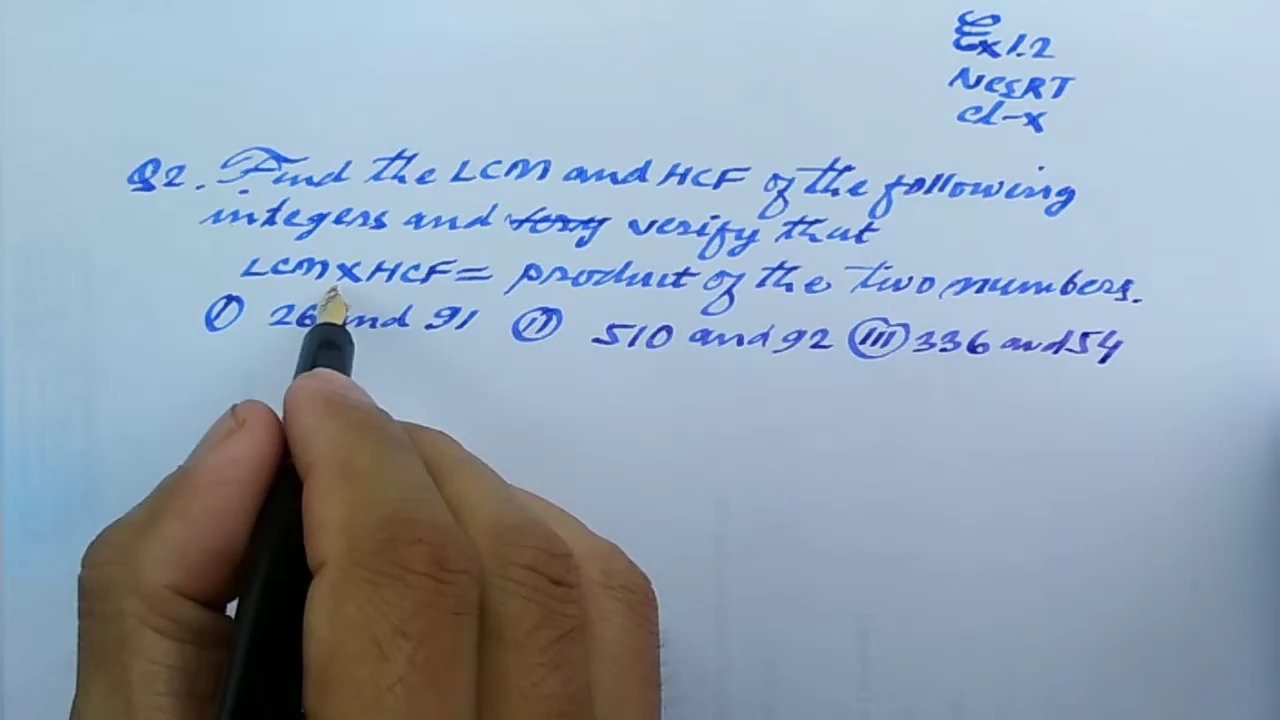 Ex 1.2
NCERT
Cl-X
Q2. Find the LCM and HCF of the following
integers and very verify that
LCM x HCF = product of the two numbers.
(I) 26 and 91 (II) 510 and 92 (III) 336 and 54